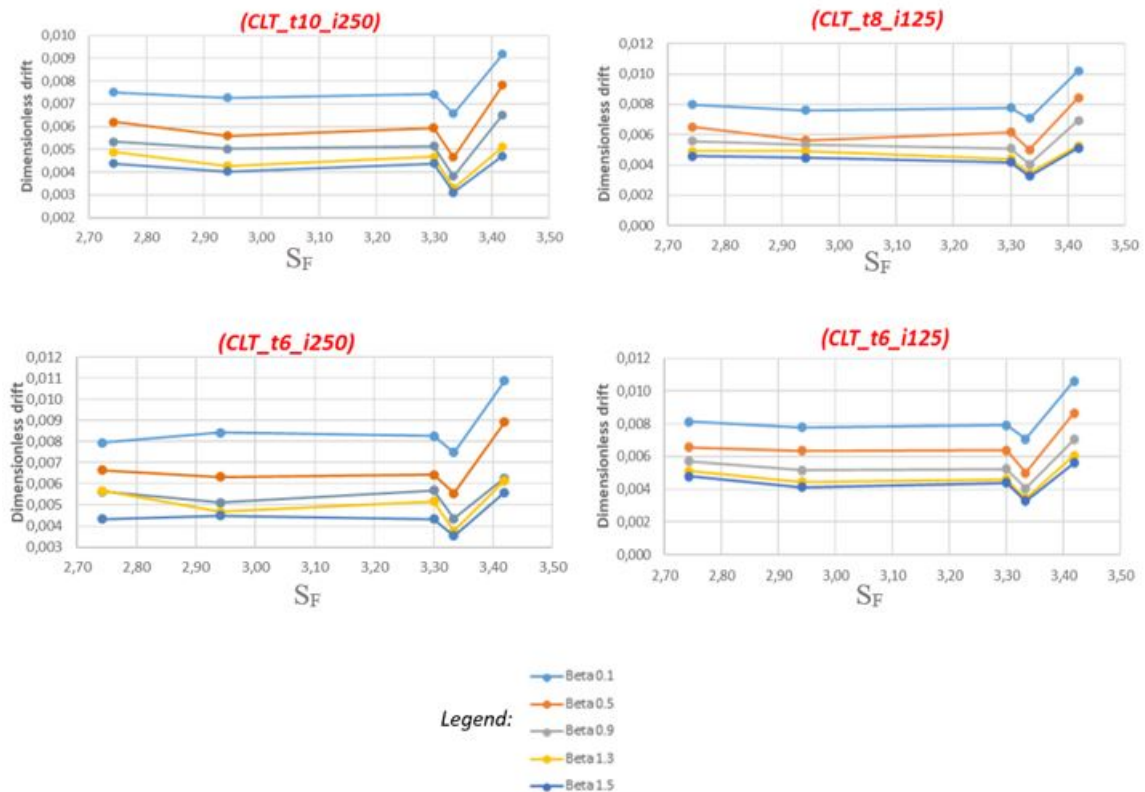 (CLT_t10_i250)
Dimensionless drift
0,010
0,009
0,008
0,007
0,006
0,005
0,004
0,003
0,002
2,70 2,80 2,90 3,00 3,10 3,20 3,30 3,40 3,50
S_F
(CLT_t8_i125)
Dimensionless drift
0,012
0,010
0,008
0,006
0,004
0,002
0,000
2,70 2,80 2,90 3,00 3,10 3,20 3,30 3,40 3,50
S_F
(CLT_t6_i250)
Dimensionless drift
0,012
0,011
0,010
0,009
0,008
0,007
0,006
0,005
0,004
0,003
2,70 2,80 2,90 3,00 3,10 3,20 3,30 3,40 3,50
S_F
(CLT_t6_i125)
Dimensionless drift
0,012
0,010
0,008
0,006
0,004
0,002
0,000
2,70 2,80 2,90 3,00 3,10 3,20 3,30 3,40 3,50
S_F
Legend:
Beta 0.1
Beta 0.5
Beta 0.9
Beta 1.3
Beta 1.5